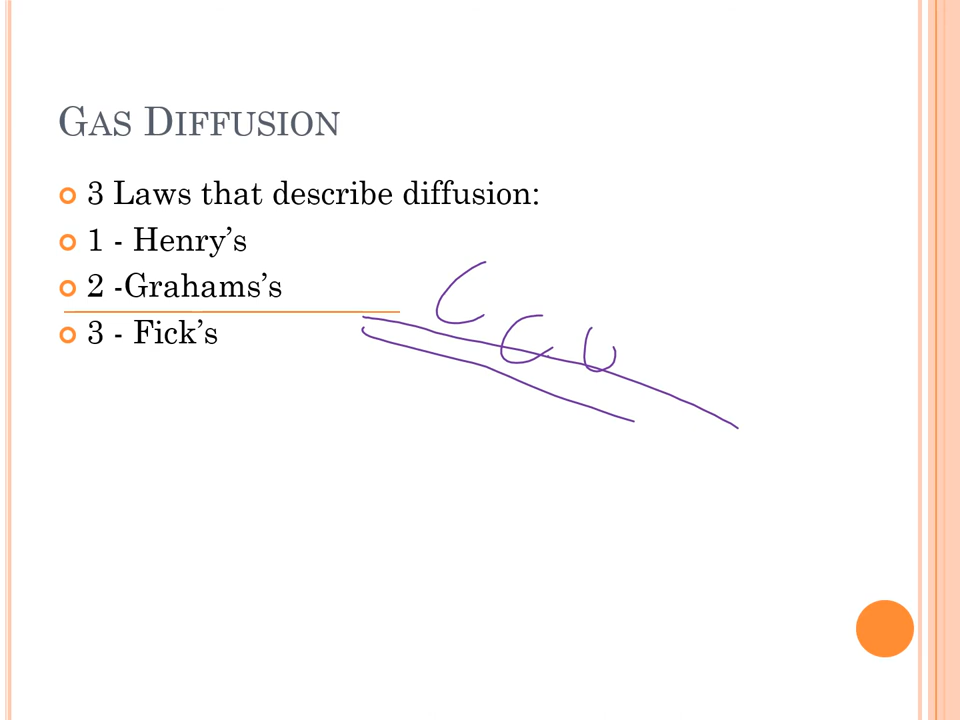 Gas Diffusion
3 Laws that describe diffusion:
1 - Henry's
2 -Grahams's
3 - Fick's